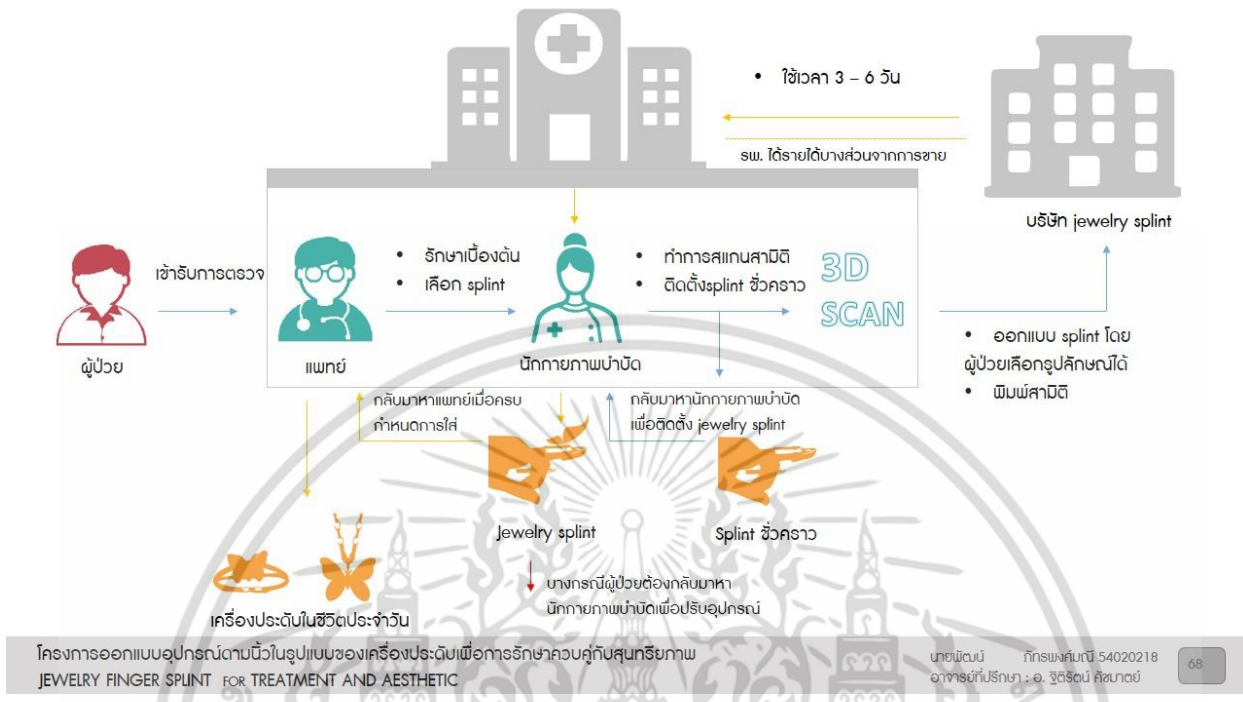 • ใช้เวลา 3 – 6 วัน
รพ. ได้รายได้บางส่วนจากการขาย
บริษัท jewelry splint
เข้ารับการตรวจ
• รักษาเบื้องต้น
• เลือก splint
• ทำการสแกนสามมิติ
• ติดตั้งsplint ชั่วคราว
3D
SCAN
ผู้ป่วย
แพทย์
นักกายภาพบำบัด
• ออกแบบ splint โดย
ผู้ป่วยเลือกรูปลักษณ์ได้
• พิมพ์สามมิติ
กลับมาหาแพทย์เมื่อครบ
กำหนดการใส่
กลับมาหานักกายภาพบำบัด
เพื่อติดตั้ง jewelry splint
Jewelry splint
Splint ชั่วคราว
บางกรณีผู้ป่วยต้องกลับมาหา
นักกายภาพบำบัดเพื่อปรับอุปกรณ์
เครื่องประดับในชีวิตประจำวัน
โครงการออกแบบอุปกรณ์ดามนิ้วในรูปแบบของเครื่องประดับเพื่อการรักษาควบคู่กับสุนทรียภาพ
JEWELRY FINGER SPLINT FOR TREATMENT AND AESTHETIC
นายพัฒน์ ภัทรพงศ์มณี 54020218
อาจารย์ที่ปรึกษา : อ. ฐิติรัตน์ คัชมาตย์
68